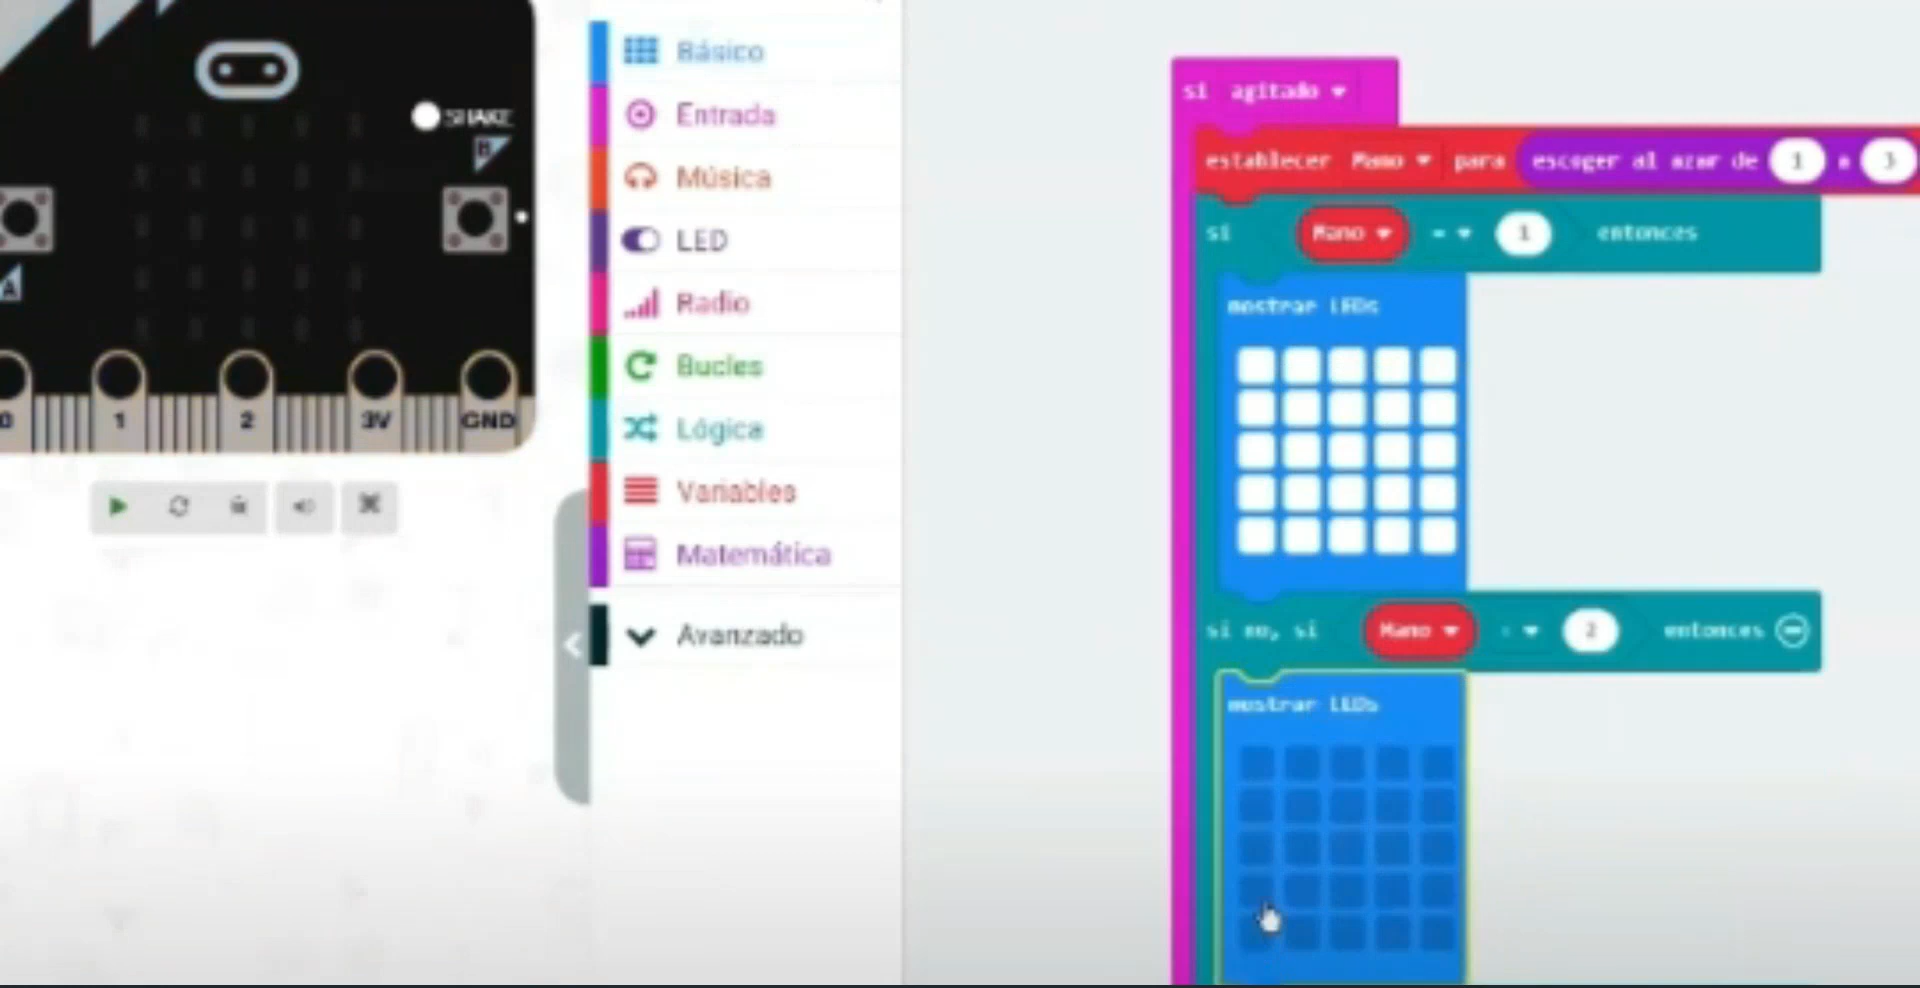 SHAKE
B
A
0 1 2 3V GND
Básico
Entrada
Música
LED
Radio
Bucles
Lógica
Variables
Matemática
Avanzado
si agitado
establecer Mano para escoger al azar de 1 a 3
si Mano = 1 entonces
mostrar LEDs
si no, si Mano = 2 entonces
mostrar LEDs